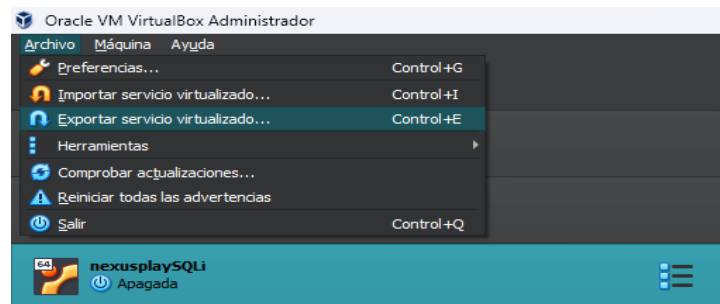 Oracle VM VirtualBox Administrador
Archivo Máquina Ayuda
Preferencias... Control+G
Importar servicio virtualizado... Control+I
Exportar servicio virtualizado... Control+E
Herramientas
Comprobar actualizaciones...
Reiniciar todas las advertencias
Salir Control+Q
64
nexusplaySQLi
Apagada